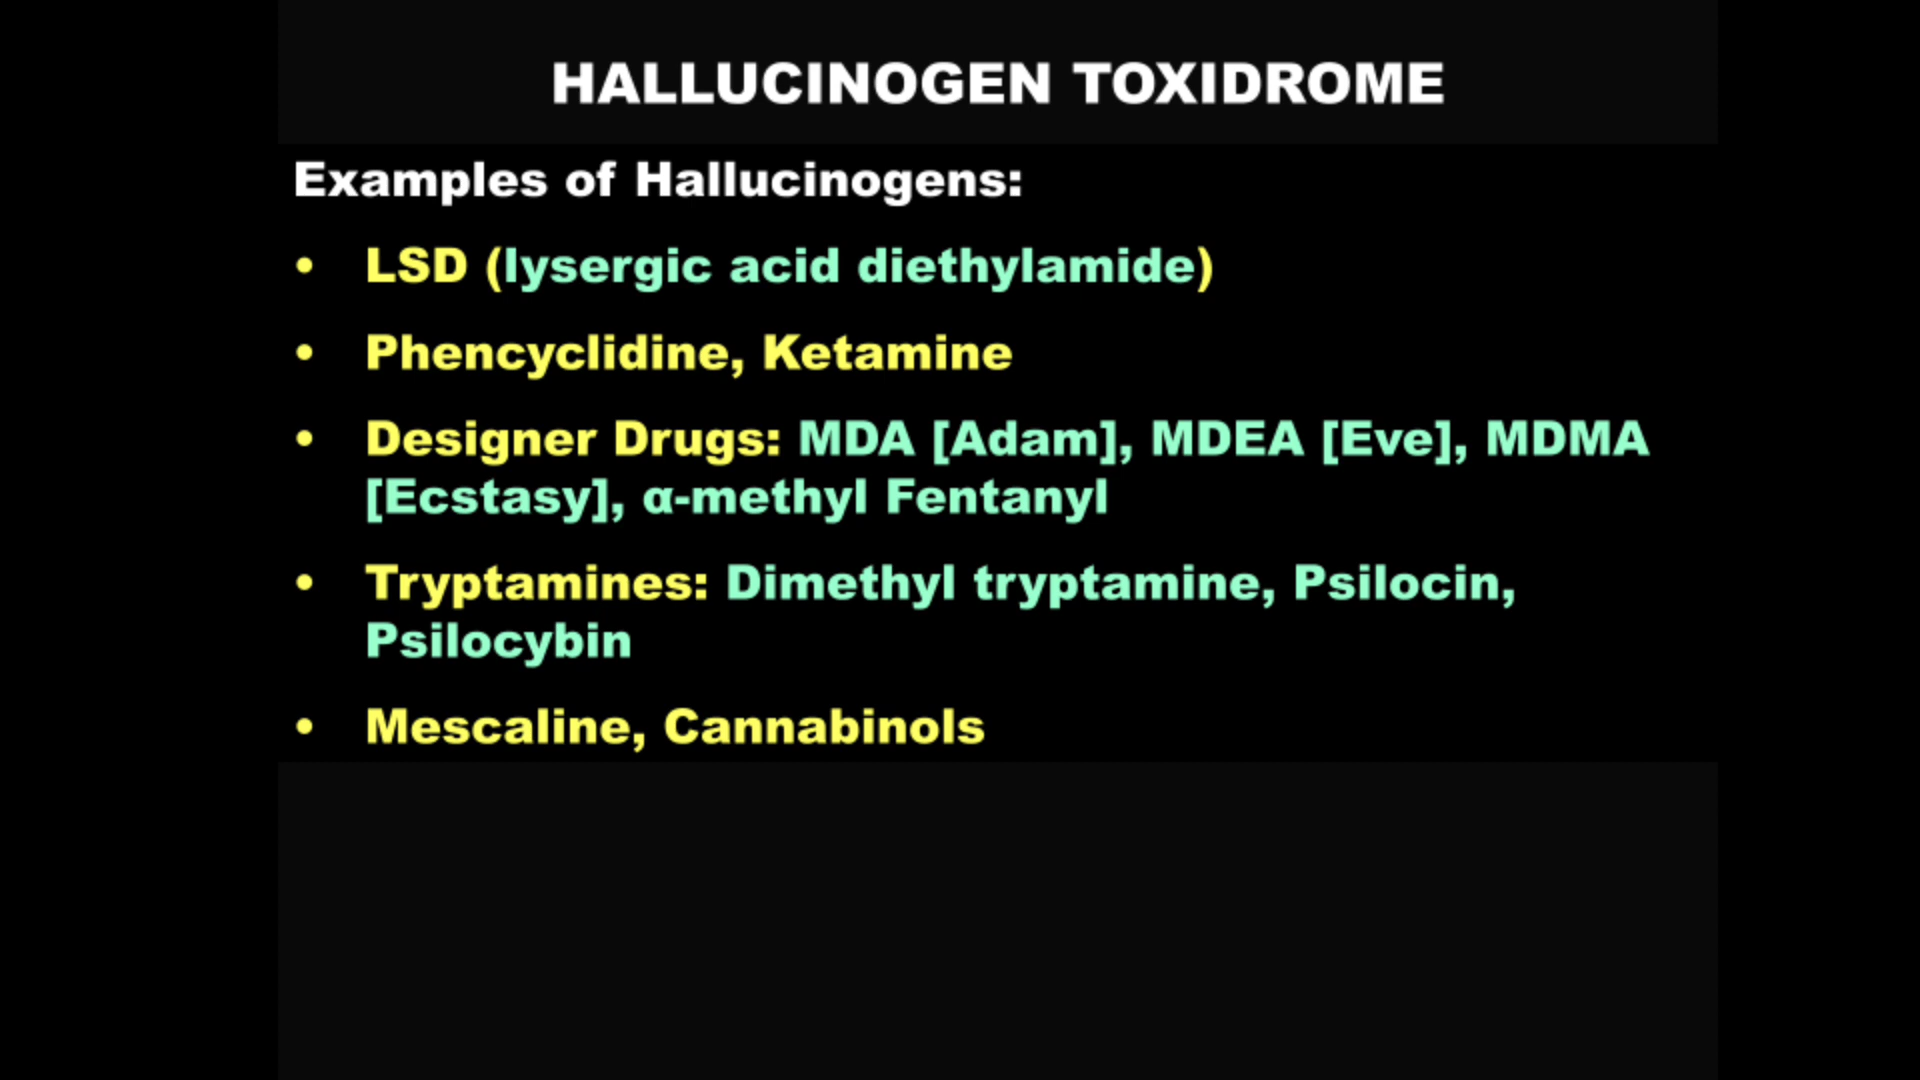 HALLUCINOGEN TOXIDROME
Examples of Hallucinogens:
• LSD (lysergic acid diethylamide)
• Phencyclidine, Ketamine
• Designer Drugs: MDA [Adam], MDEA [Eve], MDMA
[Ecstasy], α-methyl Fentanyl
• Tryptamines: Dimethyl tryptamine, Psilocin,
Psilocybin
• Mescaline, Cannabinols